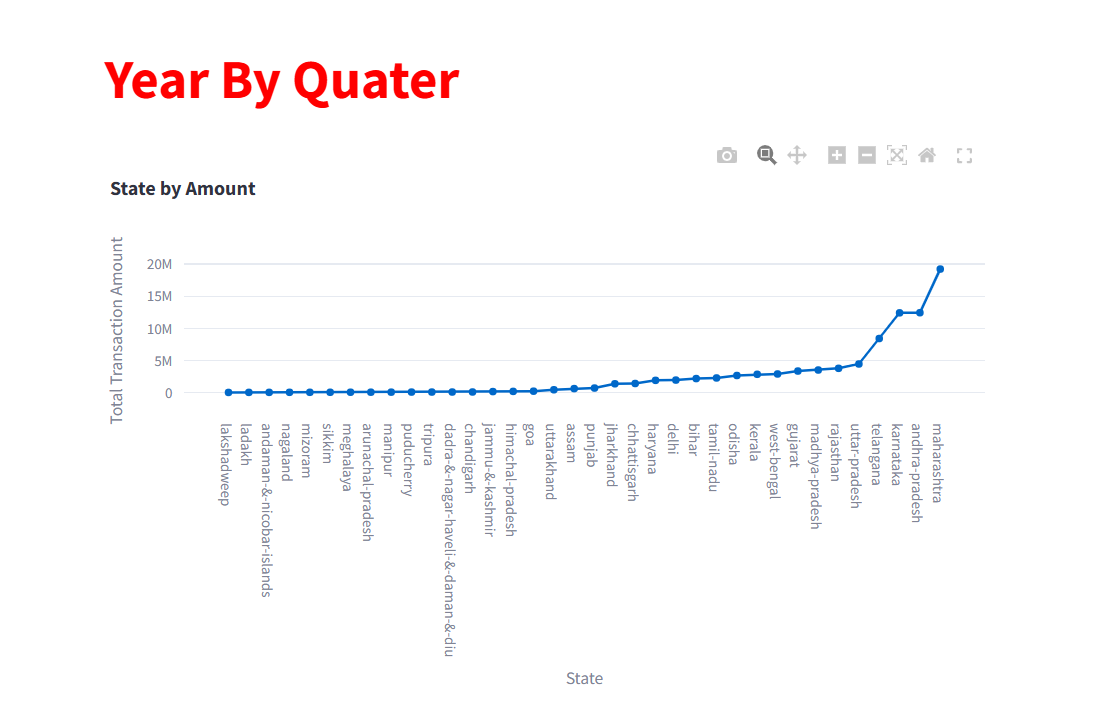 Year By Quater
State by Amount
Total Transaction Amount
20M
15M
10M
5M
0
lakshadweep
ladakh
andaman-&-nicobar-islands
nagaland
mizoram
sikkim
meghalaya
arunachal-pradesh
manipur
puducherry
tripura
dadra-&-nagar-haveli-&-daman-&-diu
chandigarh
jammu-&-kashmir
himachal-pradesh
goa
uttarakhand
assam
punjab
jharkhand
chhattisgarh
haryana
delhi
bihar
tamil-nadu
odisha
kerala
west-bengal
gujarat
madhya-pradesh
rajasthan
uttar-pradesh
telangana
karnataka
andhra-pradesh
maharashtra
State